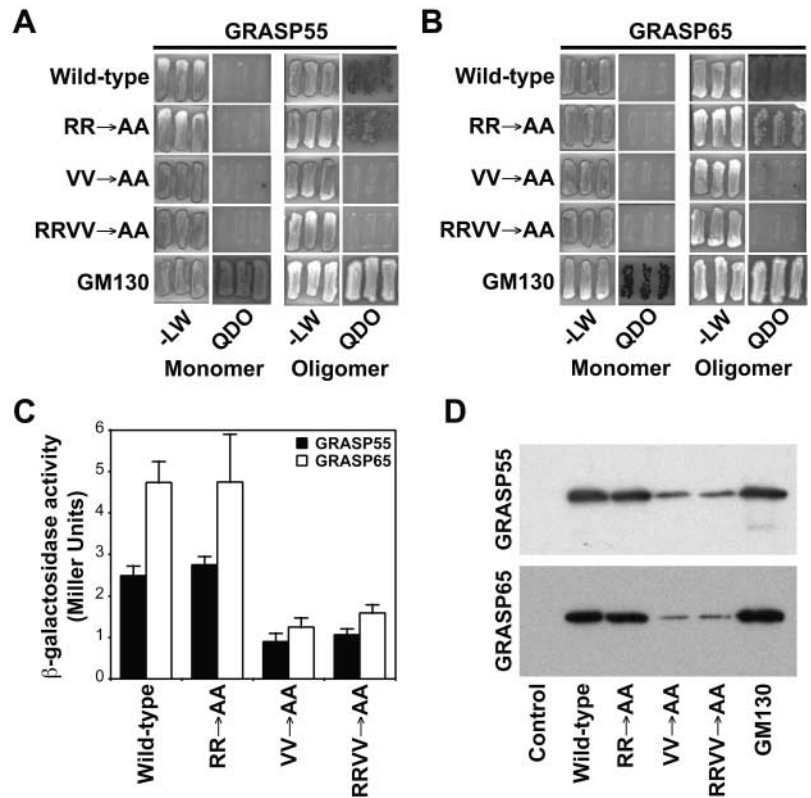 A
GRASP55
Wild-type
RR→AA
VV→AA
RRVV→AA
GM130
-LW
QDO
-LW
QDO
Monomer
Oligomer
B
GRASP65
Wild-type
RR→AA
VV→AA
RRVV→AA
GM130
-LW
QDO
-LW
QDO
Monomer
Oligomer
C
β-galactosidase activity
(Miller Units)
6
5
4
3
2
1
0
GRASP55
GRASP65
Wild-type
RR→AA
VV→AA
RRVV→AA
D
GRASP55
GRASP65
Control
Wild-type
RR→AA
VV→AA
RRVV→AA
GM130